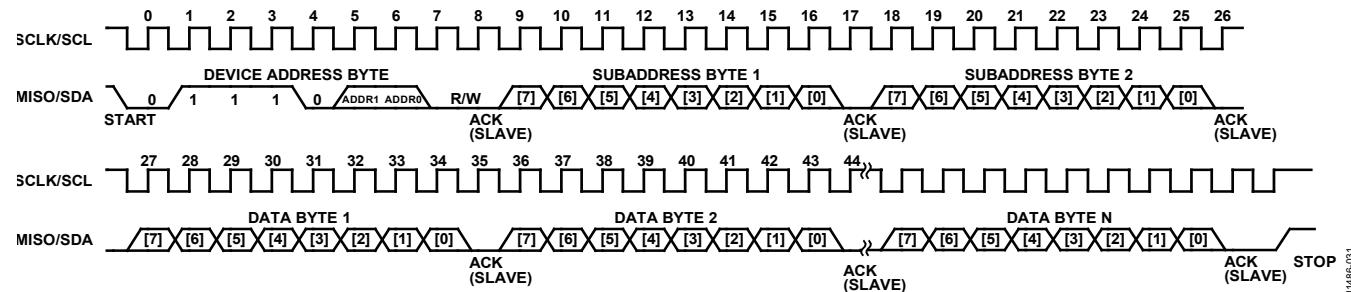 0 1 2 3 4 5 6 7 8 9 10 11 12 13 14 15 16 17 18 19 20 21 22 23 24 25 26
SCLK/SCL
DEVICE ADDRESS BYTE SUBADDRESS BYTE 1 SUBADDRESS BYTE 2
MISO/SDA 0 1 1 1 0 ADDR1 ADDR0 R/W [7] [6] [5] [4] [3] [2] [1] [0] [7] [6] [5] [4] [3] [2] [1] [0]
START ACK (SLAVE) ACK (SLAVE) ACK (SLAVE)
27 28 29 30 31 32 33 34 35 36 37 38 39 40 41 42 43 44
SCLK/SCL
DATA BYTE 1 DATA BYTE 2 DATA BYTE N
MISO/SDA [7] [6] [5] [4] [3] [2] [1] [0] [7] [6] [5] [4] [3] [2] [1] [0] [7] [6] [5] [4] [3] [2] [1] [0]
ACK (SLAVE) ACK (SLAVE) ACK (SLAVE) STOP
11486-031